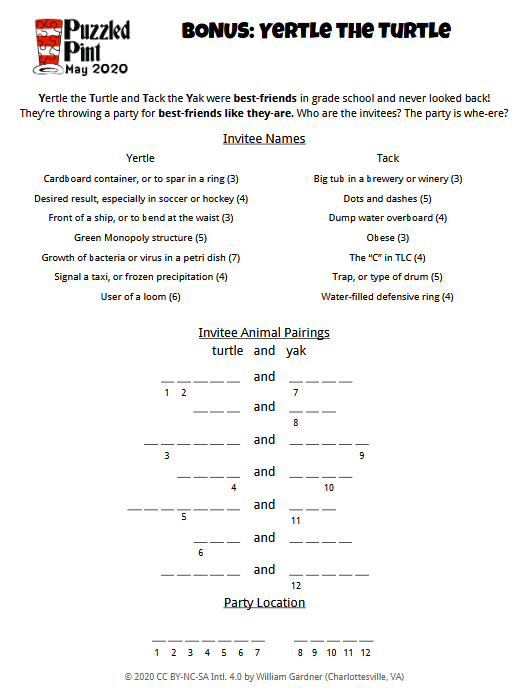 Puzzled
Pint
May 2020
BONUS: YERTLE THE TURTLE
Yertle the Turtle and Tack the Yak were best-friends in grade school and never looked back!
They're throwing a party for best-friends like they-are. Who are the invitees? The party is whe-ere?
Invitee Names
Yertle Tack
Cardboard container, or to spar in a ring (3) Big tub in a brewery or winery (3)
Desired result, especially in soccer or hockey (4) Dots and dashes (5)
Front of a ship, or to bend at the waist (3) Dump water overboard (4)
Green Monopoly structure (5) Obese (3)
Growth of bacteria or virus in a petri dish (7) The "C" in TLC (4)
Signal a taxi, or frozen precipitation (4) Trap, or type of drum (5)
User of a loom (6) Water-filled defensive ring (4)
Invitee Animal Pairings
turtle and yak
_ _ _ _ _ and _ _ _ _
1 2 7
_ _ _ and _ _ _
8
_ _ _ _ _ _ and _ _ _ _ _
3 9
_ _ _ _ and _ _ _ _
4 10
_ _ _ _ _ _ _ and _ _ _
5 11
_ _ _ and _ _ _ _
6
_ _ _ _ _ and _ _ _ _ _
12
Party Location
_ _ _ _ _ _ _ _ _ _ _ _
1 2 3 4 5 6 7 8 9 10 11 12
© 2020 CC BY-NC-SA Intl. 4.0 by William Gardner (Charlottesville, VA)